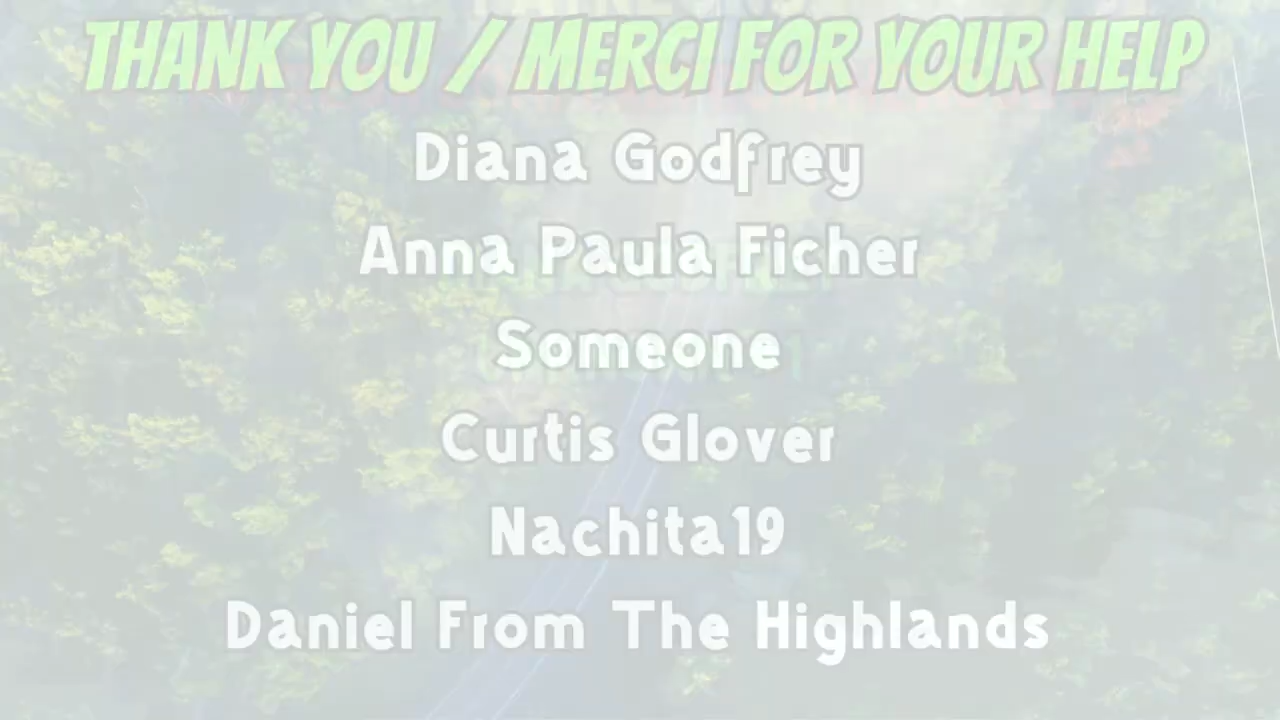 THANK YOU / MERCI FOR YOUR HELP
Diana Godfrey
Anna Paula Ficher
Someone
Curtis Glover
Nachita19
Daniel From The Highlands